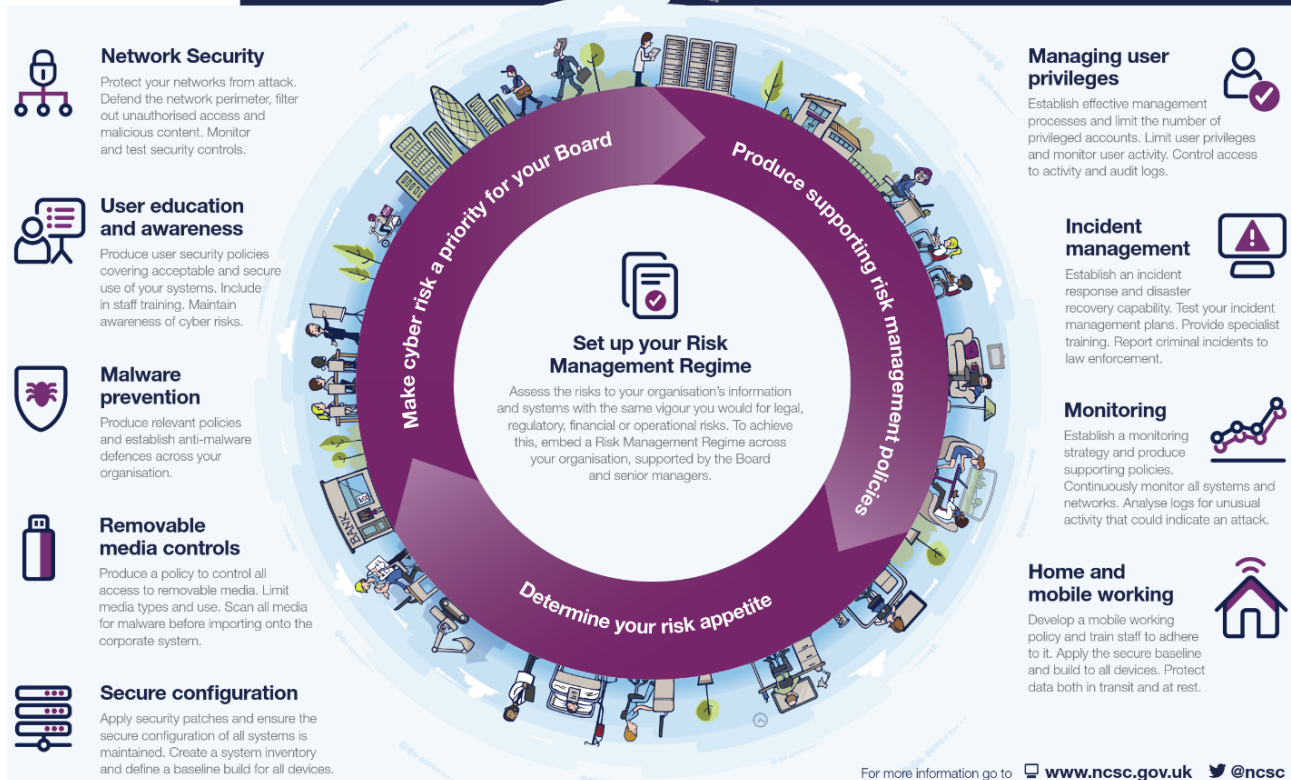 Network Security
Protect your networks from attack.
Defend the network perimeter, filter
out unauthorised access and
malicious content. Monitor
and test security controls.
User education
and awareness
Produce user security policies
covering acceptable and secure
use of your systems. Include
in staff training. Maintain
awareness of cyber risks.
Malware
prevention
Produce relevant policies
and establish anti-malware
defences across your
organisation.
Removable
media controls
Produce a policy to control all
access to removable media. Limit
media types and use. Scan all media
for malware before importing onto the
corporate system.
Secure configuration
Apply security patches and ensure the
secure configuration of all systems is
maintained. Create a system inventory
and define a baseline build for all devices.
Make cyber risk a priority for your Board
Produce supporting risk management policies
Determine your risk appetite
BANK
Set up your Risk
Management Regime
Assess the risks to your organisation's information
and systems with the same vigour you would for legal,
regulatory, financial or operational risks. To achieve
this, embed a Risk Management Regime across
your organisation, supported by the Board
and senior managers.
Managing user
privileges
Establish effective management
processes and limit the number of
privileged accounts. Limit user privileges
and monitor user activity. Control access
to activity and audit logs.
Incident
management
Establish an incident
response and disaster
recovery capability. Test your incident
management plans. Provide specialist
training. Report criminal incidents to
law enforcement.
Monitoring
Establish a monitoring
strategy and produce
supporting policies.
Continuously monitor all systems and
networks. Analyse logs for unusual
activity that could indicate an attack.
Home and
mobile working
Develop a mobile working
policy and train staff to adhere
to it. Apply the secure baseline
and build to all devices. Protect
data both in transit and at rest.
For more information go to www.ncsc.gov.uk @ncsc